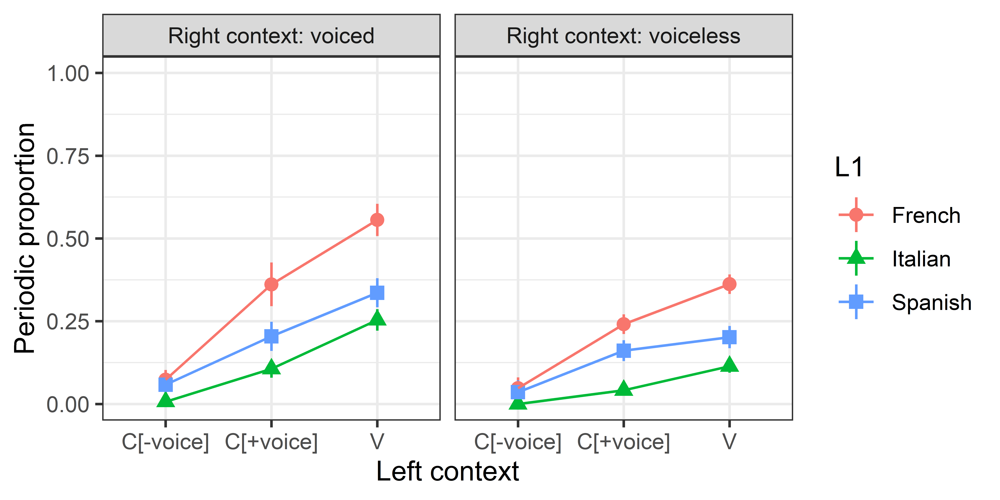 Right context: voiced
Right context: voiceless
Periodic proportion
1.00
0.75
0.50
0.25
0.00
C[-voice]
C[+voice]
V
C[-voice]
C[+voice]
V
Left context
L1
French
Italian
Spanish